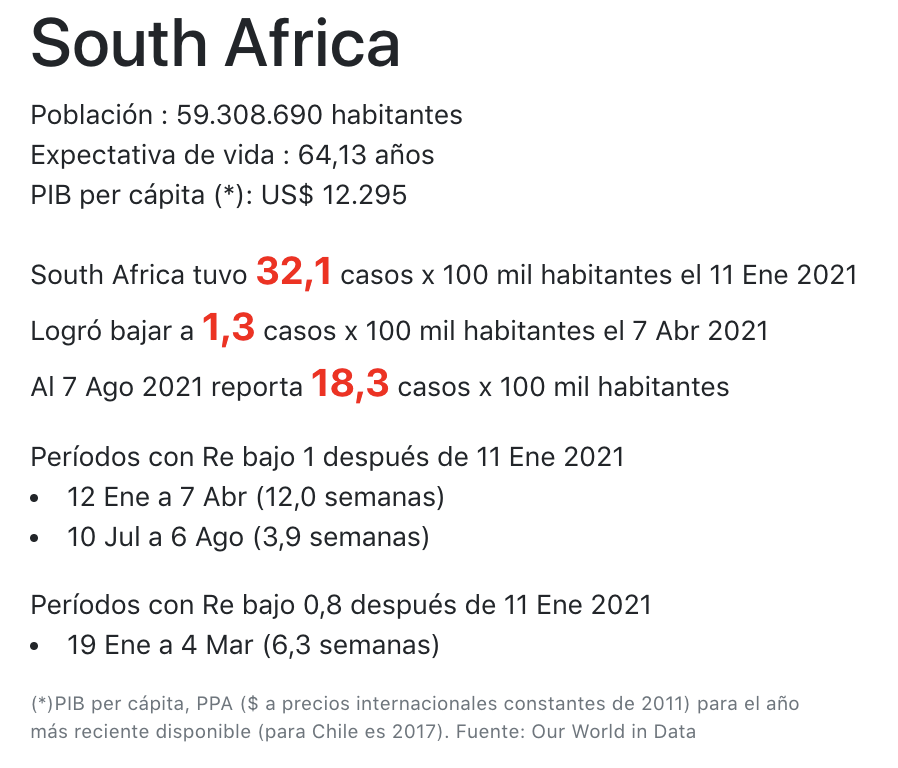 South Africa
Población : 59.308.690 habitantes
Expectativa de vida : 64,13 años
PIB per cápita (*): US$ 12.295
South Africa tuvo 32,1 casos x 100 mil habitantes el 11 Ene 2021
Logró bajar a 1,3 casos x 100 mil habitantes el 7 Abr 2021
Al 7 Ago 2021 reporta 18,3 casos x 100 mil habitantes
Períodos con Re bajo 1 después de 11 Ene 2021
• 12 Ene a 7 Abr (12,0 semanas)
• 10 Jul a 6 Ago (3,9 semanas)
Períodos con Re bajo 0,8 después de 11 Ene 2021
• 19 Ene a 4 Mar (6,3 semanas)
(*)PIB per cápita, PPA ($ a precios internacionales constantes de 2011) para el año
más reciente disponible (para Chile es 2017). Fuente: Our World in Data